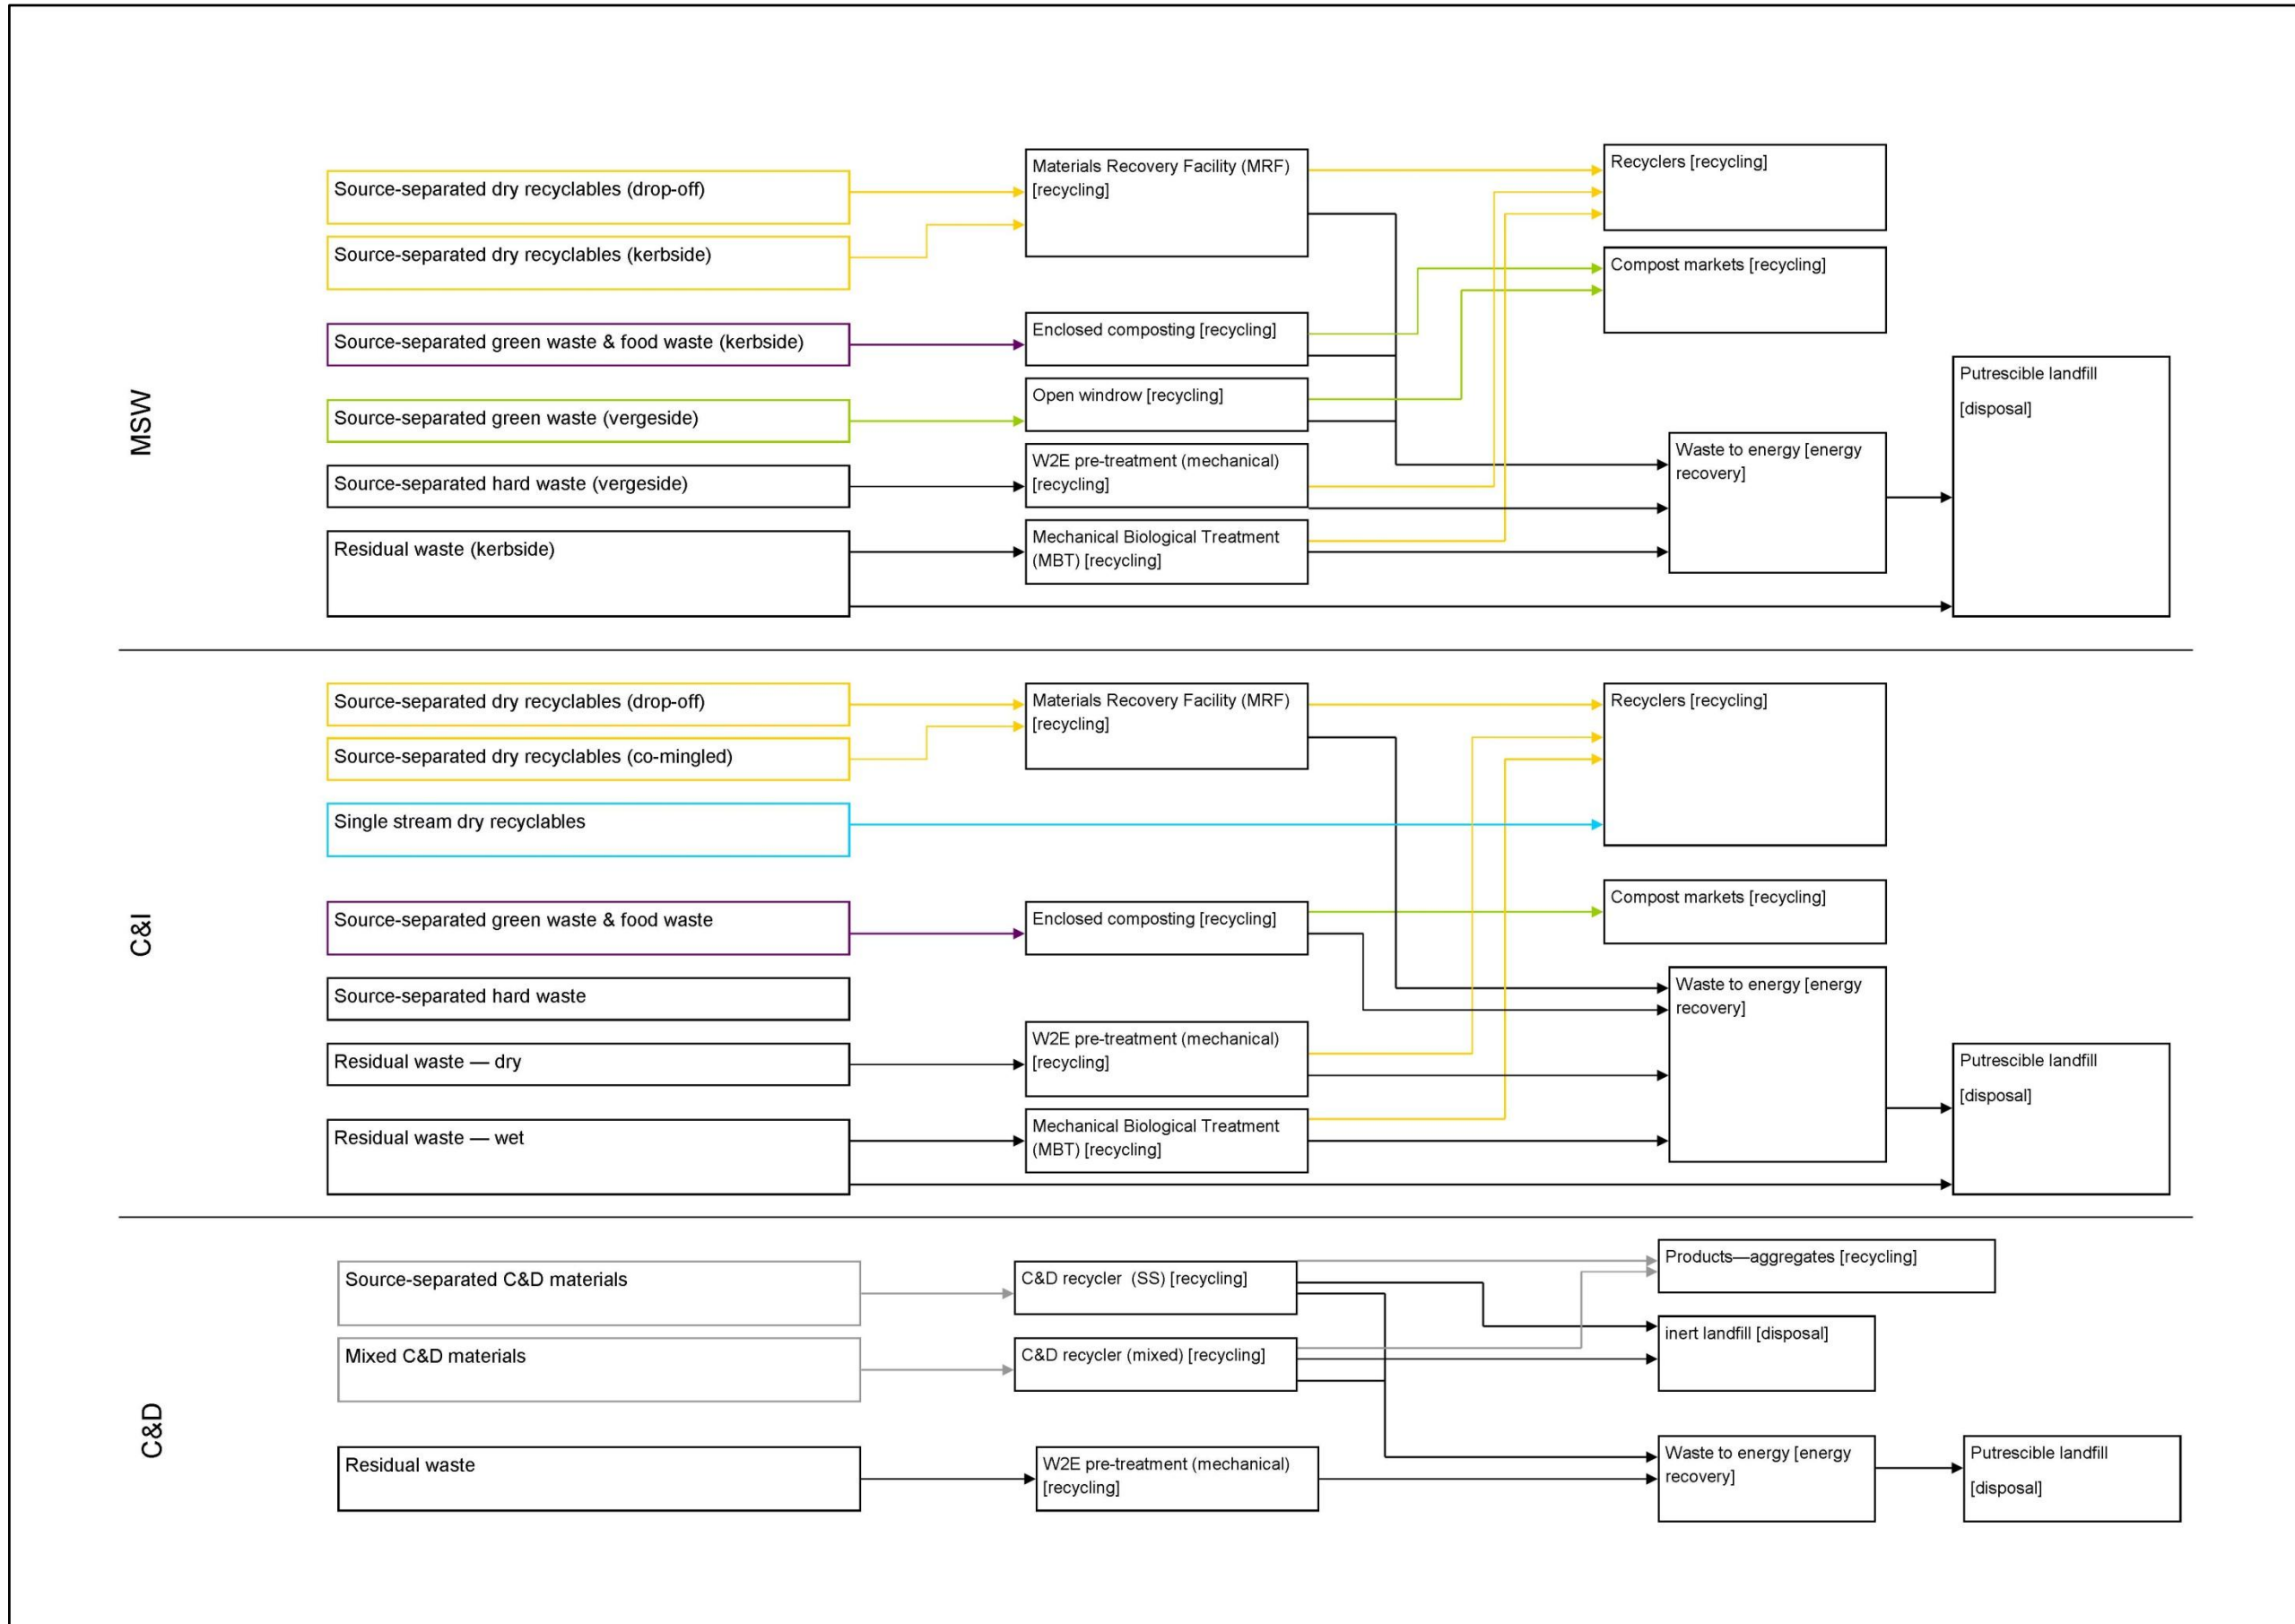 MSW
Source-separated dry recyclables (drop-off)
Source-separated dry recyclables (kerbside)
Source-separated green waste & food waste (kerbside)
Source-separated green waste (vergeside)
Source-separated hard waste (vergeside)
Residual waste (kerbside)
Materials Recovery Facility (MRF)
[recycling]
Enclosed composting [recycling]
Open windrow [recycling]
W2E pre-treatment (mechanical)
[recycling]
Mechanical Biological Treatment
(MBT) [recycling]
Recyclers [recycling]
Compost markets [recycling]
Waste to energy [energy
recovery]
Putrescible landfill
[disposal]
C&I
Source-separated dry recyclables (drop-off)
Source-separated dry recyclables (co-mingled)
Single stream dry recyclables
Source-separated green waste & food waste
Source-separated hard waste
Residual waste — dry
Residual waste — wet
Materials Recovery Facility (MRF)
[recycling]
Enclosed composting [recycling]
W2E pre-treatment (mechanical)
[recycling]
Mechanical Biological Treatment
(MBT) [recycling]
Recyclers [recycling]
Compost markets [recycling]
Waste to energy [energy
recovery]
Putrescible landfill
[disposal]
C&D
Source-separated C&D materials
Mixed C&D materials
Residual waste
C&D recycler (SS) [recycling]
C&D recycler (mixed) [recycling]
W2E pre-treatment (mechanical)
[recycling]
Products—aggregates [recycling]
inert landfill [disposal]
Waste to energy [energy
recovery]
Putrescible landfill
[disposal]